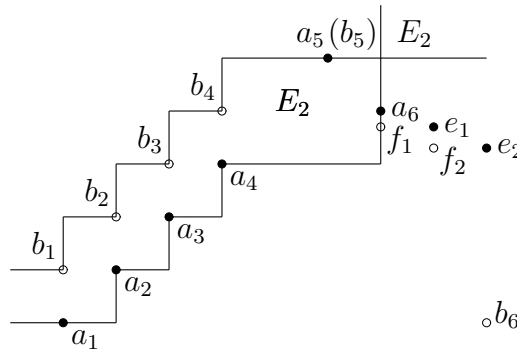 a₅(b₅) E₂
b₄ E₂ a₆
f₁ e₁
b₃ f₂ e₂
a₄
b₂
a₃
b₁
a₂
b₆
a₁